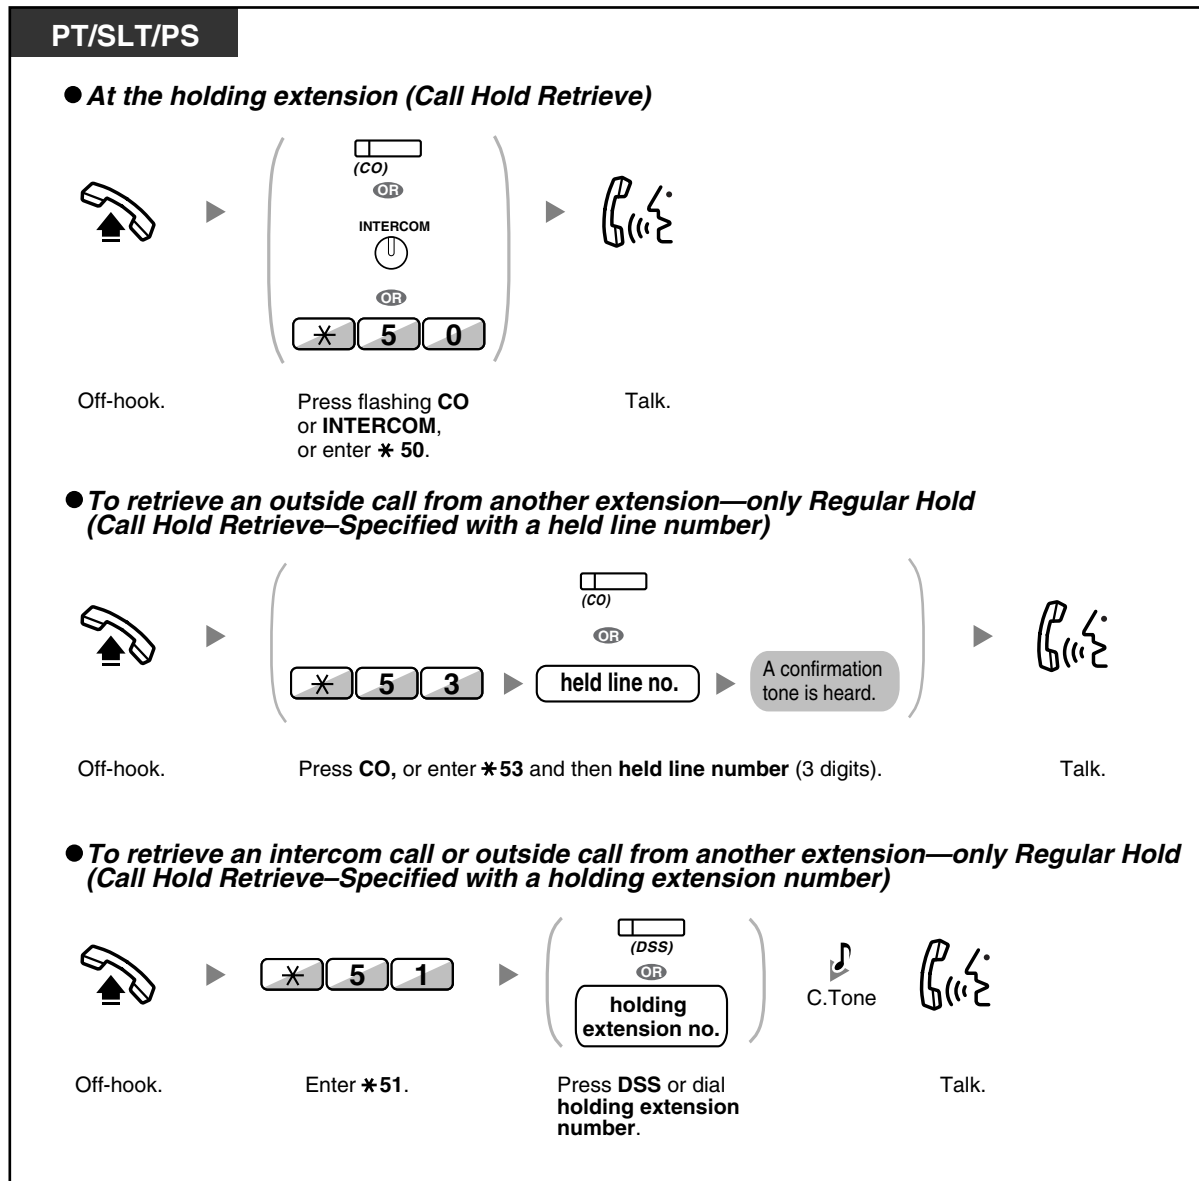 PT/SLT/PS
● At the holding extension (Call Hold Retrieve)
(CO)
OR
INTERCOM
OR
* 5 0
Off-hook.
Press flashing CO
or INTERCOM,
or enter * 50.
Talk.
● To retrieve an outside call from another extension—only Regular Hold
(Call Hold Retrieve–Specified with a held line number)
(CO)
OR
* 5 3
held line no.
A confirmation
tone is heard.
Off-hook.
Press CO, or enter *53 and then held line number (3 digits).
Talk.
● To retrieve an intercom call or outside call from another extension—only Regular Hold
(Call Hold Retrieve–Specified with a holding extension number)
* 5 1
(DSS)
OR
holding
extension no.
C.Tone
Off-hook.
Enter *51.
Press DSS or dial
holding extension
number.
Talk.